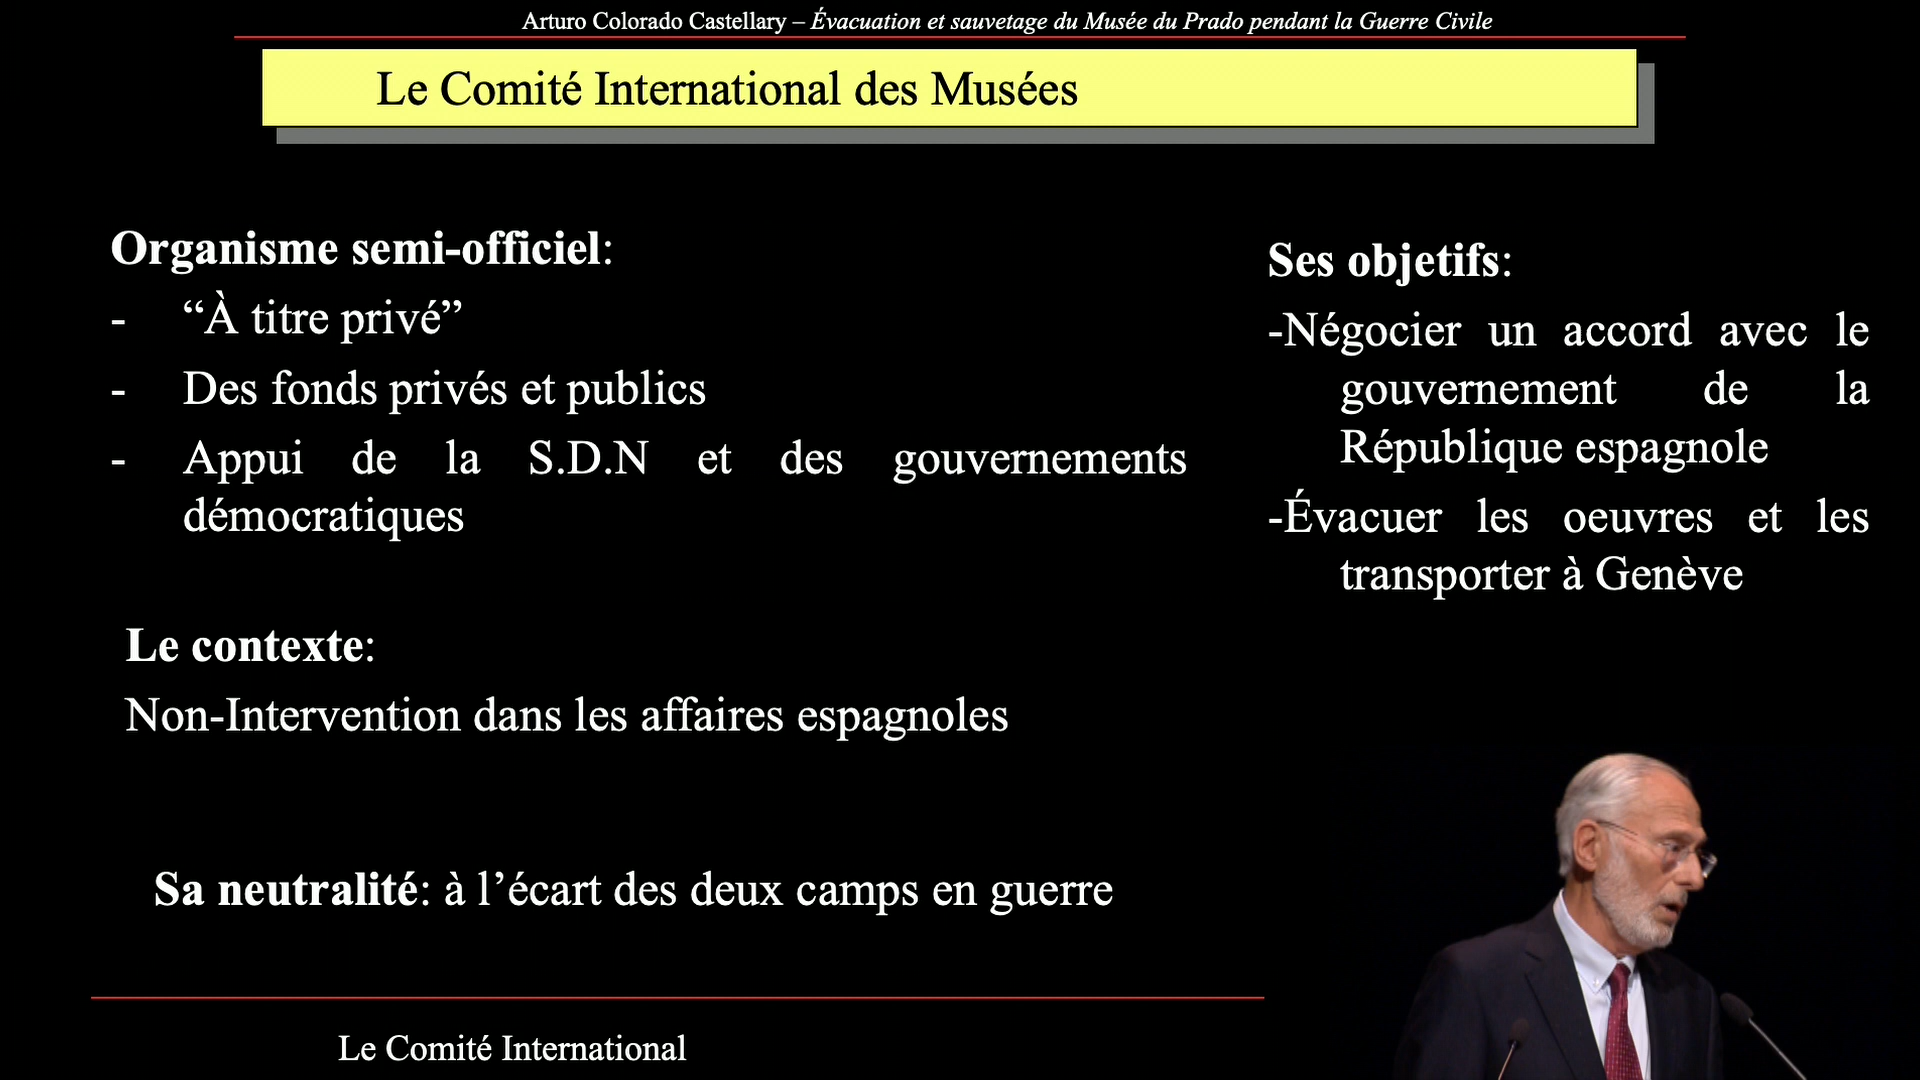 Arturo Colorado Castellary – Évacuation et sauvetage du Musée du Prado pendant la Guerre Civile
Le Comité International des Musées
Organisme semi-officiel:
- “À titre privé”
- Des fonds privés et publics
- Appui de la S.D.N et des gouvernements
démocratiques
Le contexte:
Non-Intervention dans les affaires espagnoles
Sa neutralité: à l’écart des deux camps en guerre
Ses objetifs:
-Négocier un accord avec le
gouvernement de la
République espagnole
-Évacuer les oeuvres et les
transporter à Genève
Le Comité International